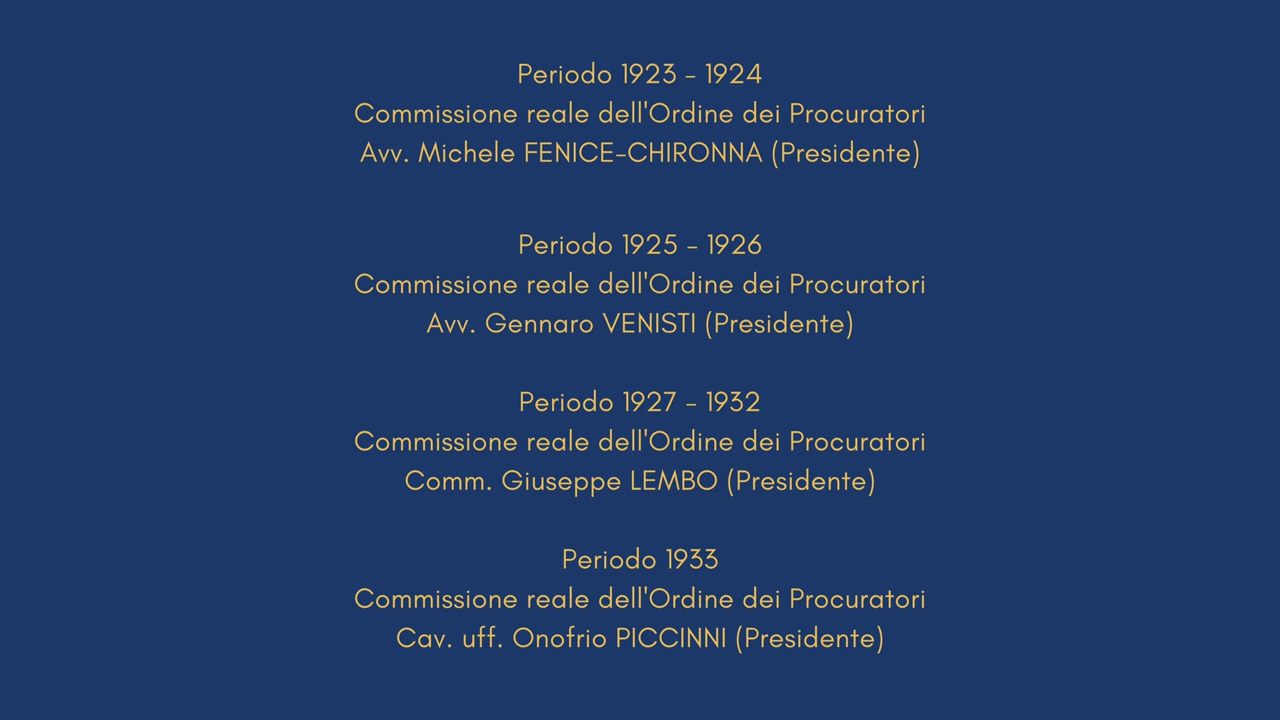 Periodo 1923 - 1924
Commissione reale dell'Ordine dei Procuratori
Avv. Michele FENICE-CHIRONNA (Presidente)
Periodo 1925 - 1926
Commissione reale dell'Ordine dei Procuratori
Avv. Gennaro VENISTI (Presidente)
Periodo 1927 - 1932
Commissione reale dell'Ordine dei Procuratori
Comm. Giuseppe LEMBO (Presidente)
Periodo 1933
Commissione reale dell'Ordine dei Procuratori
Cav. uff. Onofrio PICCINNI (Presidente)